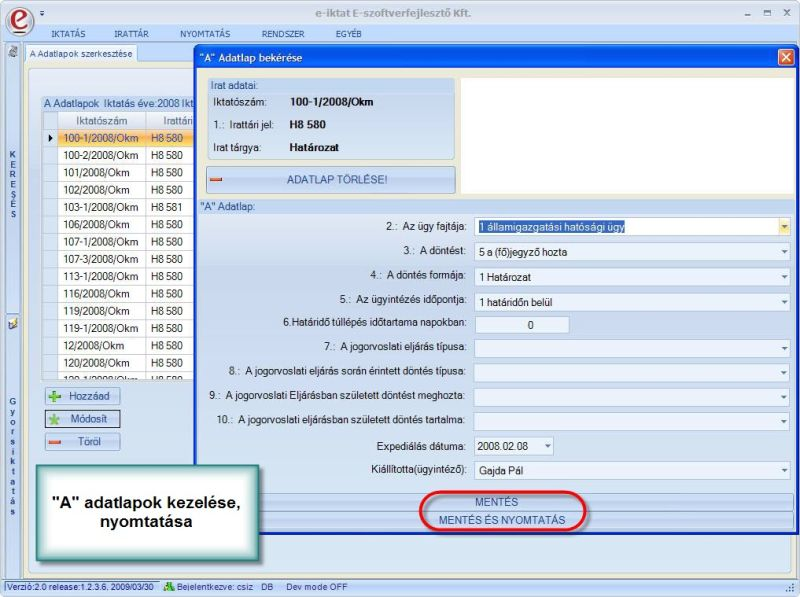 e-iktat E-szoftverfejlesztő Kft.
IKTATÁS IRATTÁR NYOMTATÁS RENDSZER EGYÉB
A Adatlapok szerkesztése
KERESÉS
Gyorsiktatás
A Adatlapok Iktatás éve:2008 Ikt
Iktatószám Irattári
100-1/2008/Okm H8 580
100-2/2008/Okm H8 580
101/2008/Okm H8 580
102/2008/Okm H8 580
103-1/2008/Okm H8 581
106/2008/Okm H8 580
107-1/2008/Okm H8 580
107-3/2008/Okm H8 580
113-1/2008/Okm H8 580
116/2008/Okm H8 580
119/2008/Okm H8 580
119-1/2008/Okm H8 580
12/2008/Okm H8 580
120/2008/Okm H8 580
Hozzáad
Módosít
Töröl
"A" Adatlap bekérése
Irat adatai:
Iktatószám: 100-1/2008/Okm
1.: Irattári jel: H8 580
Irat tárgya: Határozat
ADATLAP TÖRLÉSE!
"A" Adatlap:
2.: Az ügy fajtája: 1 államigazgatási hatósági ügy
3.: A döntést: 5 a (fő)jegyző hozta
4.: A döntés formája: 1 Határozat
5.: Az ügyintézés időpontja: 1 határidőn belül
6.Határidő túllépés időtartama napokban: 0
7.: A jogorvoslati eljárás típusa:
8.: A jogorvoslati eljárás során érintett döntés típusa:
9.: A jogorvoslati Eljárásban született döntést meghozta:
10.: A jogorvoslati eljárásban született döntés tartalma:
Expediálás dátuma: 2008.02.08
Kiállította(ügyintéző): Gajda Pál
MENTÉS
MENTÉS ÉS NYOMTATÁS
"A" adatlapok kezelése,
nyomtatása
Verzió:2.0 release:1.2.3.6, 2009/03/30 Bejelentkezve: csiz DB Dev mode OFF